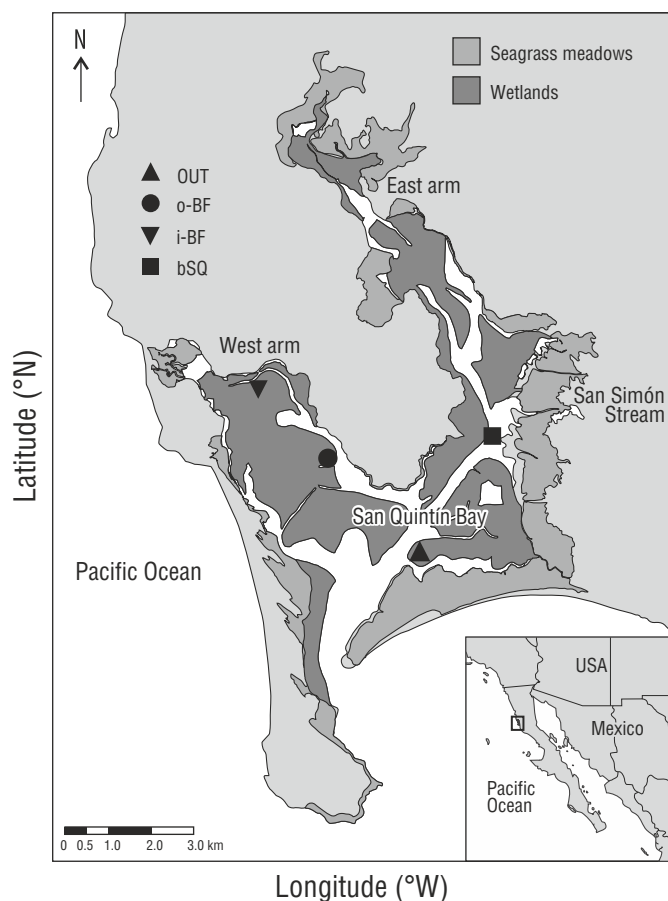 N
Seagrass meadows
Wetlands
OUT
o-BF
i-BF
bSQ
East arm
West arm
San Simón
Stream
San Quintín Bay
Pacific Ocean
Latitude (°N)
USA
Mexico
Pacific
Ocean
0 0.5 1.0 2.0 3.0 km
Longitude (°W)